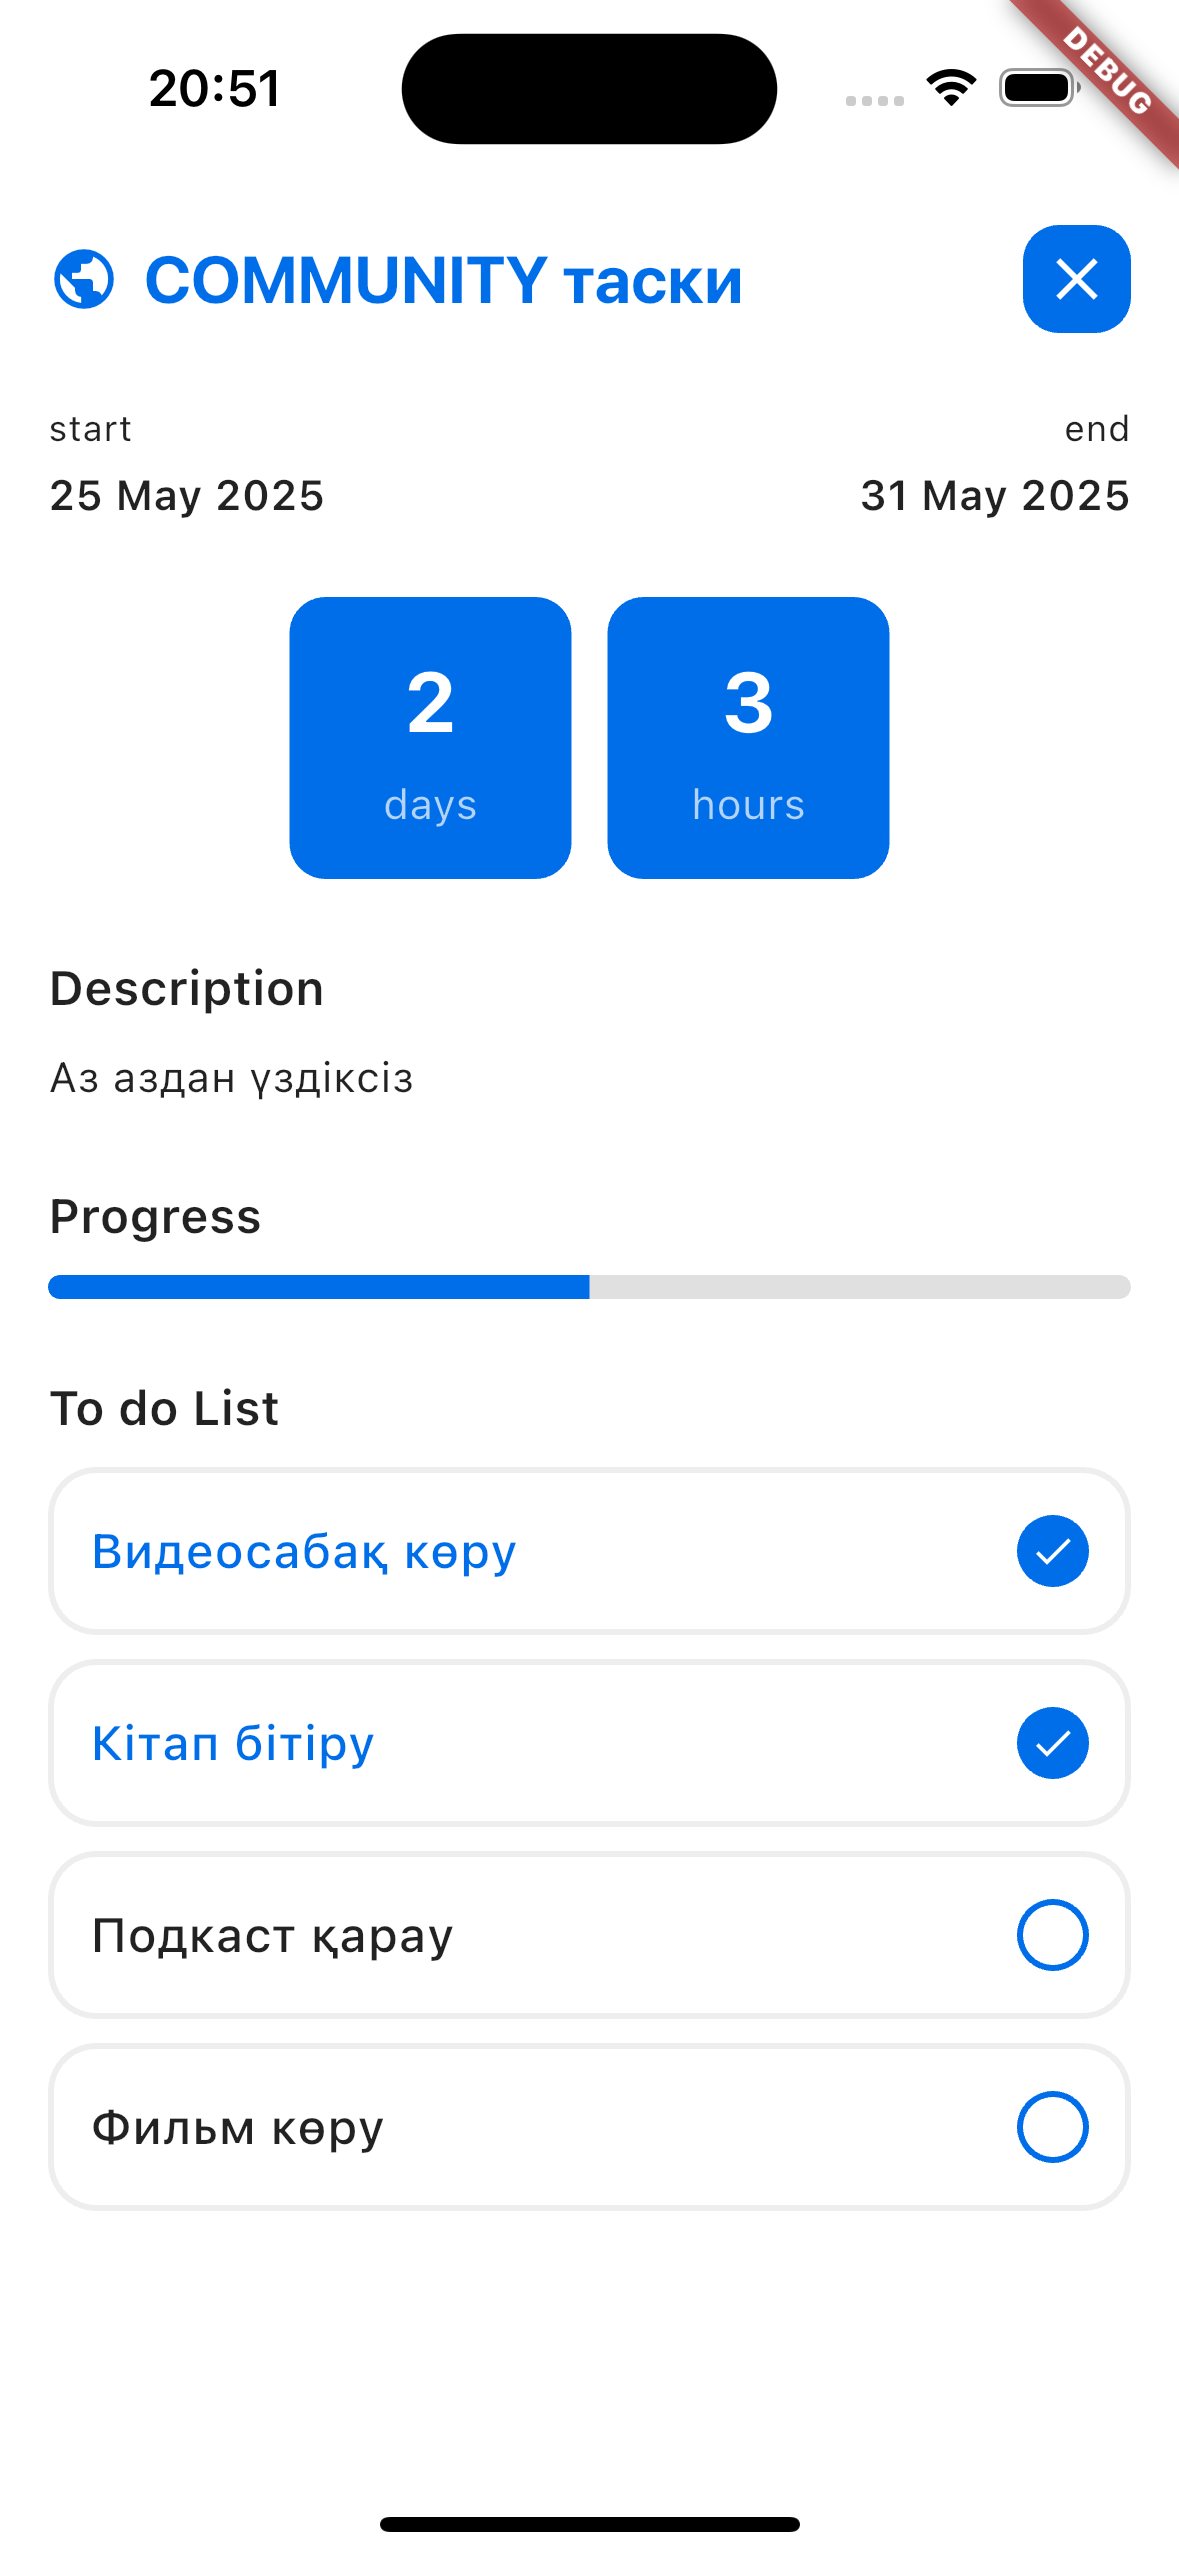 20:51
DEBUG
COMMUNITY таски
start
end
25 May 2025
31 May 2025
2
3
days
hours
Description
Аз аздан үздіксіз
Progress
To do List
Видеосабақ көру
Кітап бітіру
Подкаст қарау
Фильм көру